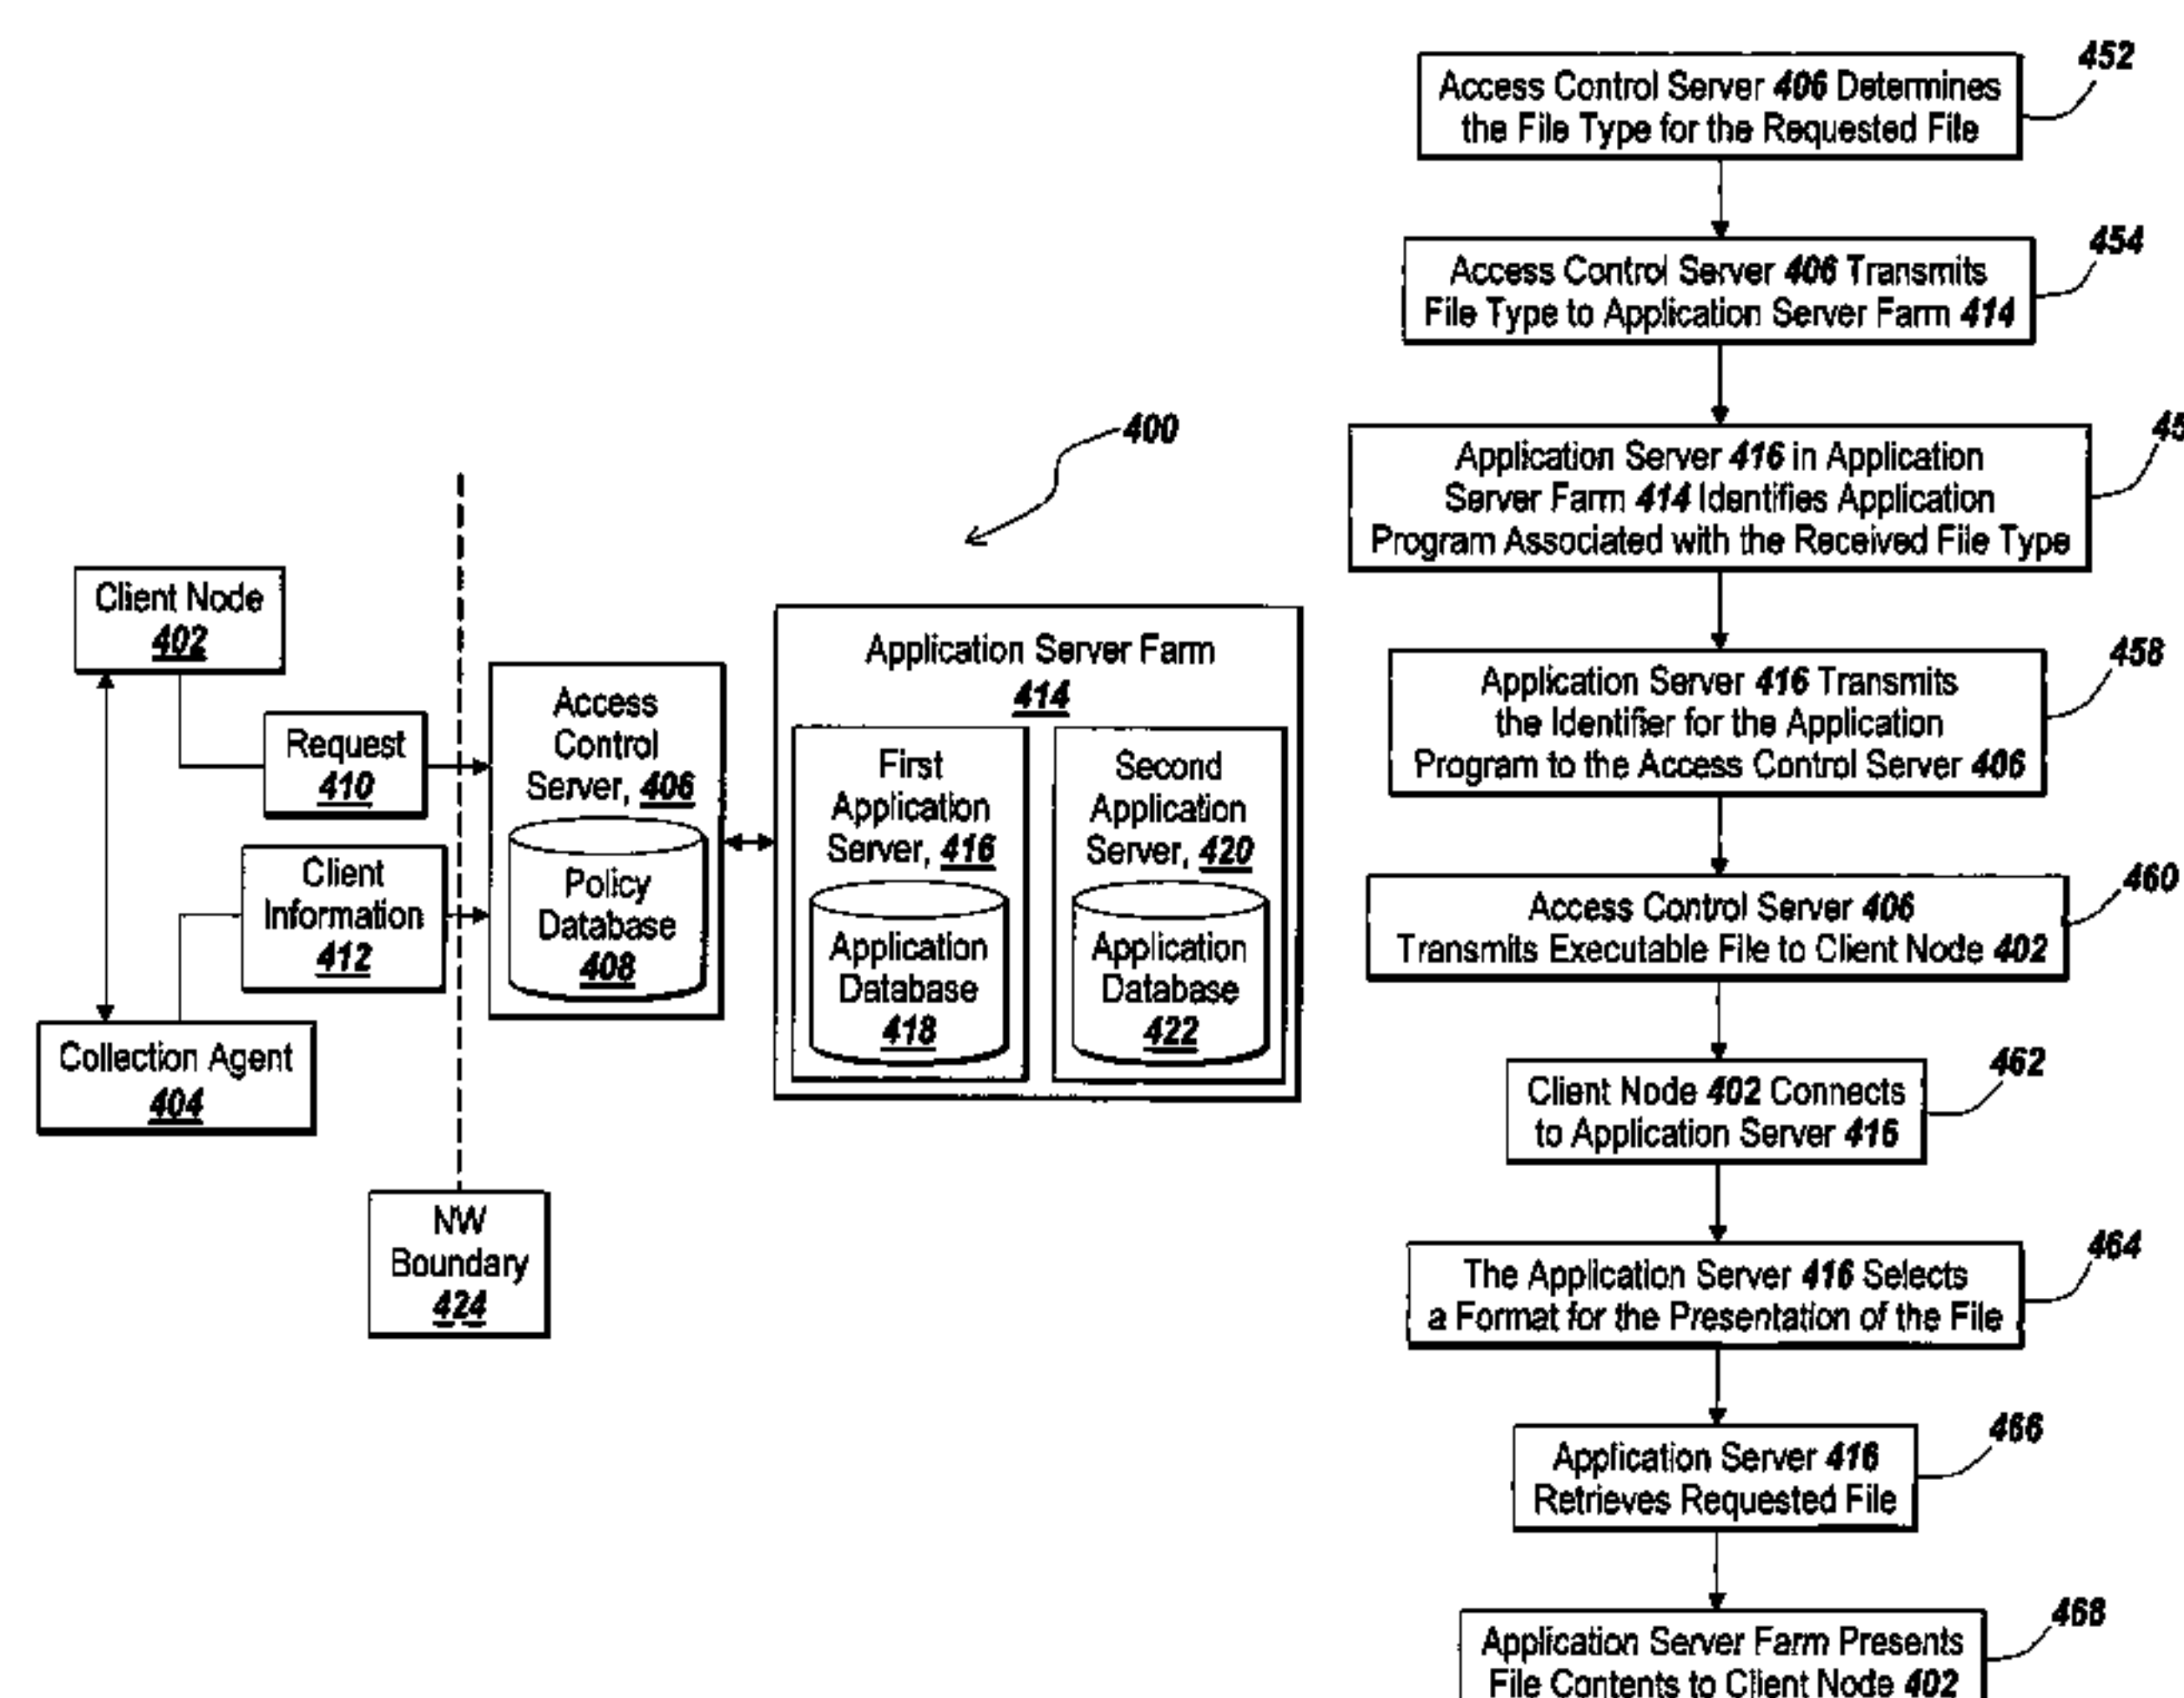 400
Client Node
402
Request
410
Client
Information
412
Collection Agent
404
NW
Boundary
424
Access
Control
Server, 406
Policy
Database
408
Application Server Farm
414
First
Application
Server, 416
Application
Database
418
Second
Application
Server, 420
Application
Database
422
452
Access Control Server 406 Determines
the File Type for the Requested File
454
Access Control Server 406 Transmits
File Type to Application Server Farm 414
Application Server 416 in Application
Server Farm 414 Identifies Application
Program Associated with the Received File Type
458
Application Server 416 Transmits
the Identifier for the Application
Program to the Access Control Server 406
460
Access Control Server 406
Transmits Executable File to Client Node 402
462
Client Node 402 Connects
to Application Server 416
464
The Application Server 416 Selects
a Format for the Presentation of the File
466
Application Server 416
Retrieves Requested File
468
Application Server Farm Presents
File Contents to Client Node 402